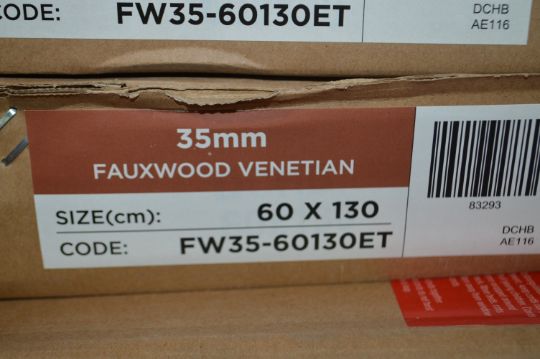 CODE: FW35-60130ET
DCHB
AE116
35mm
FAUXWOOD VENETIAN
SIZE(cm): 60 X 130
CODE: FW35-60130ET
83293
DCHB
AE116